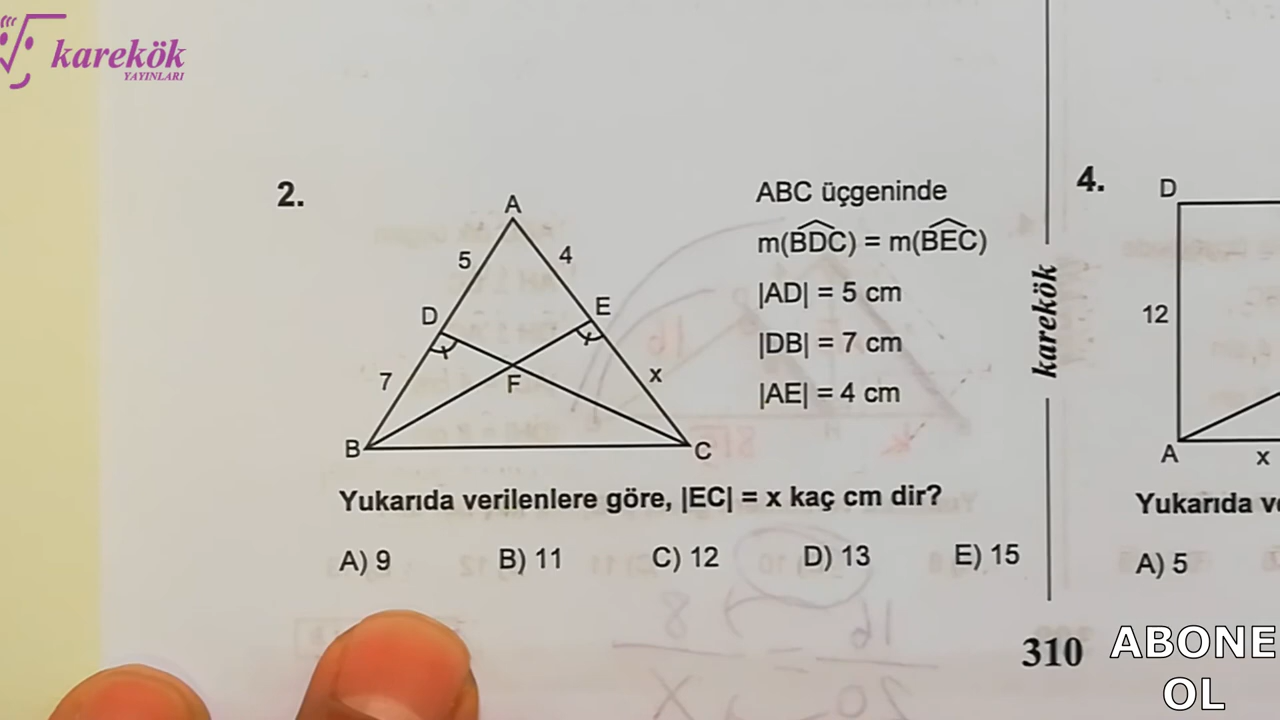 karekök
YAYINLARI
2.
A
5
4
D
E
7
F
x
B
C
ABC üçgeninde
m(BDC) = m(BEC)
|AD| = 5 cm
|DB| = 7 cm
|AE| = 4 cm
Yukarıda verilenlere göre, |EC| = x kaç cm dir?
A) 9 B) 11 C) 12 D) 13 E) 15
karekök
310
4.
D
12
A
x
Yukarıda
A) 5
ABONE
OL